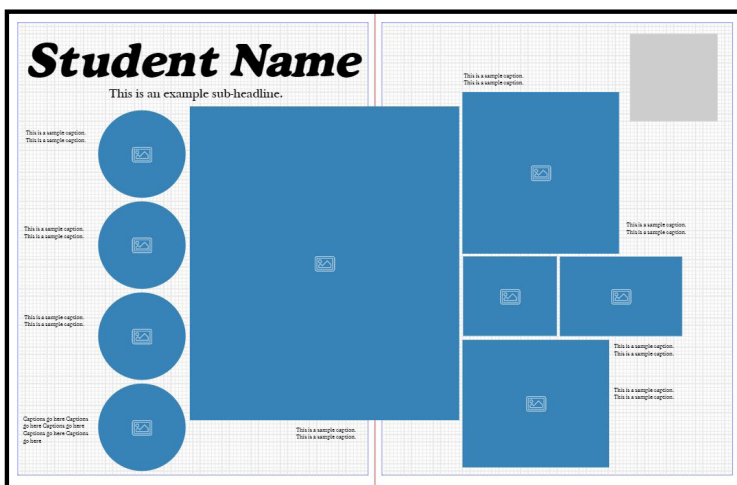 Student Name
This is an example sub-headline.
This is a sample caption.
This is a sample caption.
This is a sample caption.
This is a sample caption.
This is a sample caption.
This is a sample caption.
Captions go here Captions
go here Captions go here
Captions go here Captions
go here
This is a sample caption.
This is a sample caption.
This is a sample caption.
This is a sample caption.
This is a sample caption.
This is a sample caption.
This is a sample caption.
This is a sample caption.
This is a sample caption.
This is a sample caption.